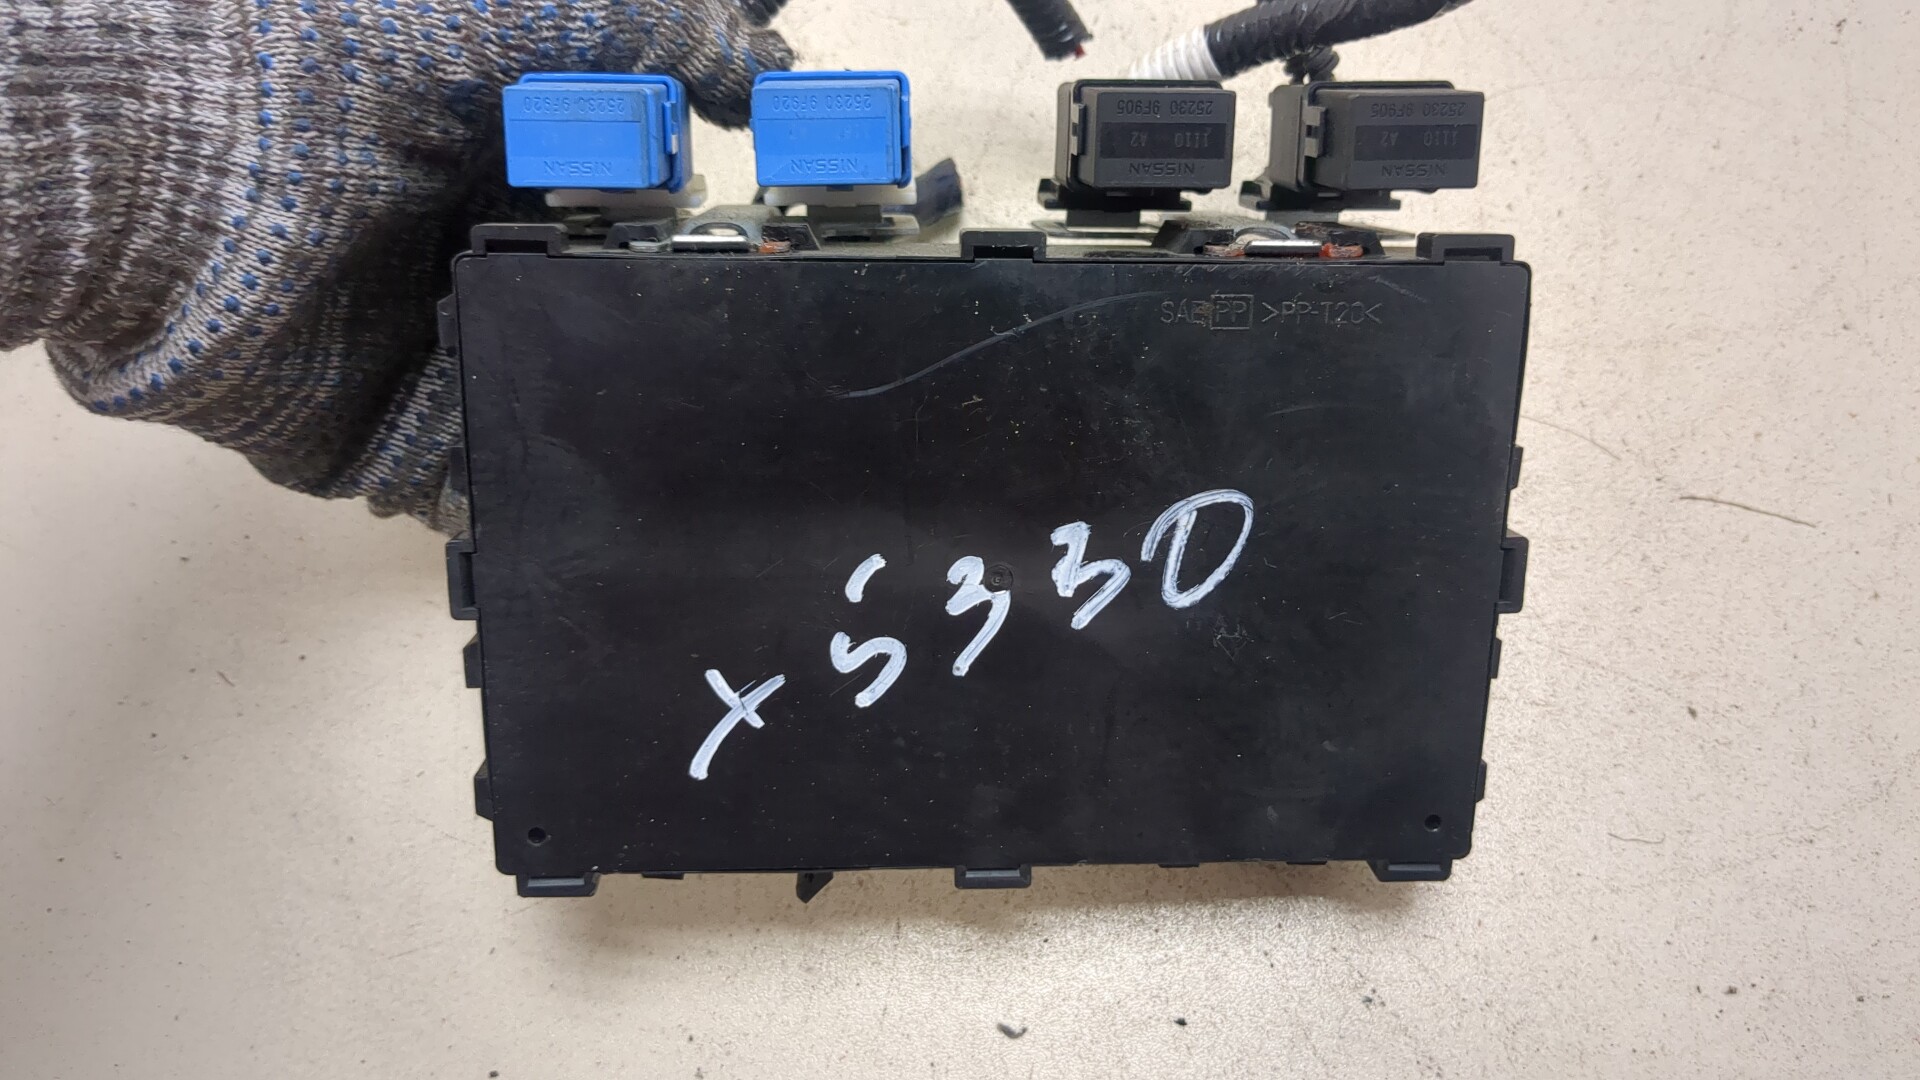 25230 9F920
NISSAN
25230 9F920
NISSAN
25230 9F905
1110 A2
NISSAN
25230 9F905
1110 A2
NISSAN
SAE PP >PP-T20<
x5330